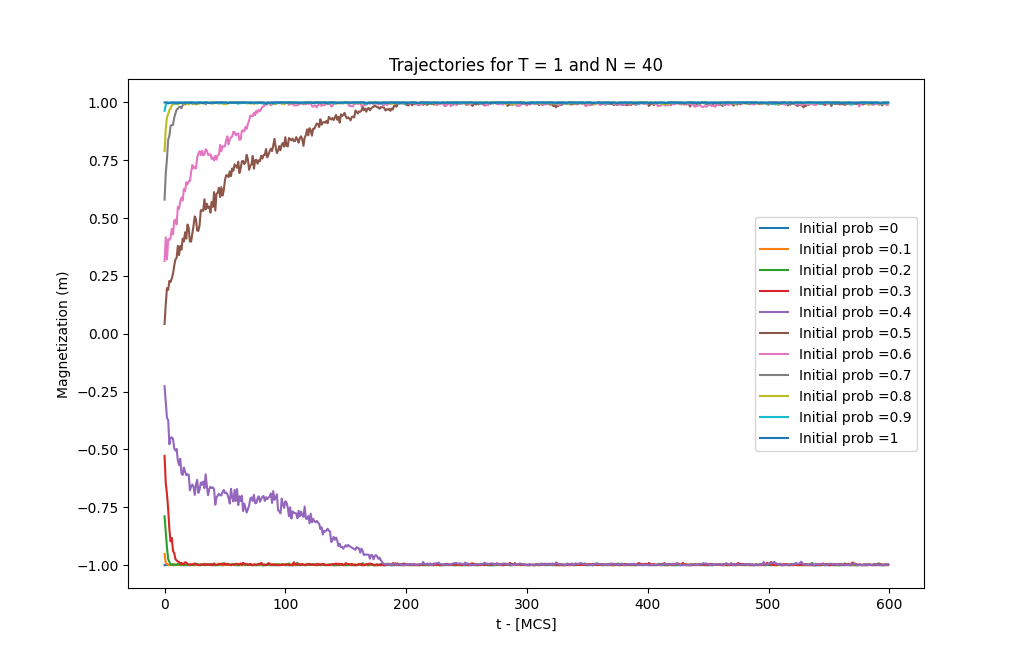 Trajectories for T = 1 and N = 40
Magnetization (m)
1.00
0.75
0.50
0.25
0.00
−0.25
−0.50
−0.75
−1.00
Initial prob =0
Initial prob =0.1
Initial prob =0.2
Initial prob =0.3
Initial prob =0.4
Initial prob =0.5
Initial prob =0.6
Initial prob =0.7
Initial prob =0.8
Initial prob =0.9
Initial prob =1
0 100 200 300 400 500 600
t - [MCS]